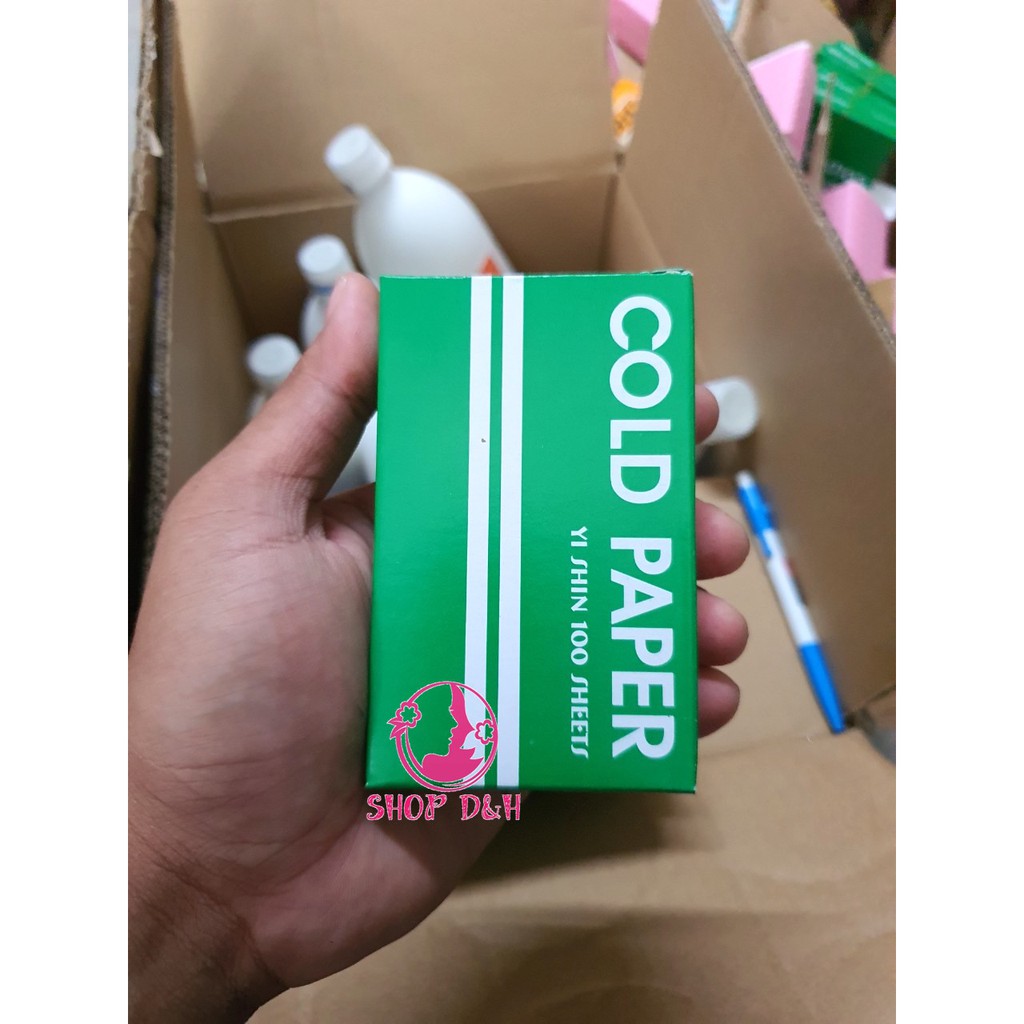 COLD PAPER
YI SHIN 100 SHEETS
SHOP D&H